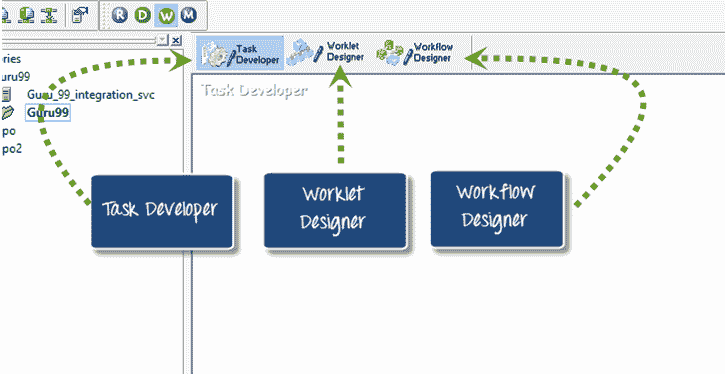 R D W M
Task
Developer
Worklet
Designer
Workflow
Designer
ries
uru99
Guru_99_integration_svc
Guru99
po
po2
Task Developer
Task Developer
Worklet
Designer
Workflow
Designer